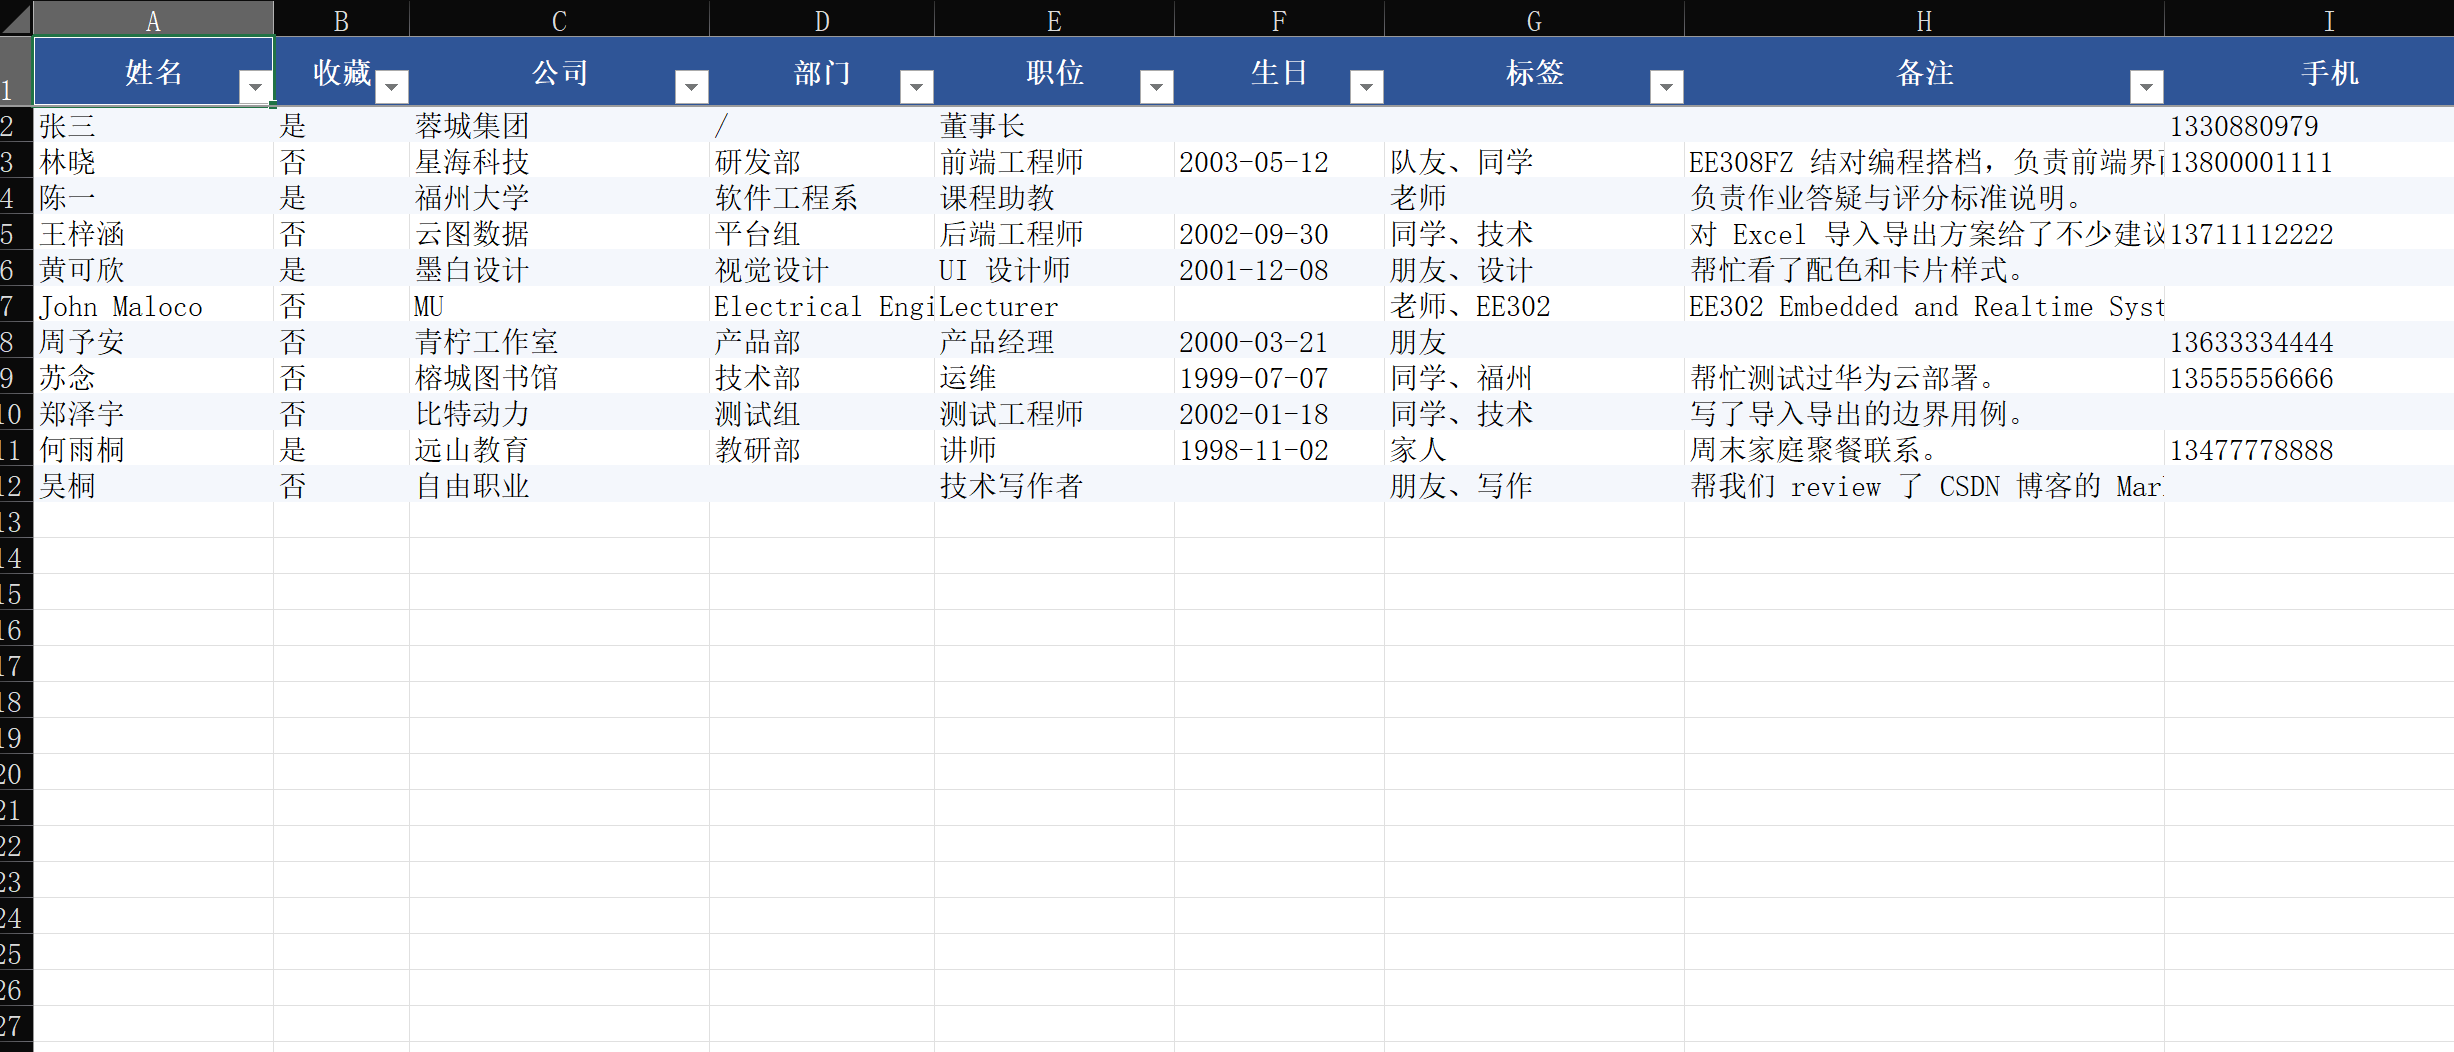 A B C D E F G H I
1 姓名 收藏 公司 部门 职位 生日 标签 备注 手机
2 张三 是 蓉城集团 / 董事长 1330880979
3 林晓 否 星海科技 研发部 前端工程师 2003-05-12 队友、同学 EE308FZ 结对编程搭档，负责前端界 13800001111
4 陈一 是 福州大学 软件工程系 课程助教 老师 负责作业答疑与评分标准说明。
5 王梓涵 否 云图数据 平台组 后端工程师 2002-09-30 同学、技术 对 Excel 导入导出方案给了不少建议 13711112222
6 黄可欣 是 墨白设计 视觉设计 UI 设计师 2001-12-08 朋友、设计 帮忙看了配色和卡片样式。
7 John Maloco 否 MU Electrical Engi Lecturer 老师、EE302 EE302 Embedded and Realtime Syst
8 周予安 否 青柠工作室 产品部 产品经理 2000-03-21 朋友 13633334444
9 苏念 否 榕城图书馆 技术部 运维 1999-07-07 同学、福州 帮忙测试过华为云部署。 13555556666
10 郑泽宇 否 比特动力 测试组 测试工程师 2002-01-18 同学、技术 写了导入导出的边界用例。
11 何雨桐 是 远山教育 教研部 讲师 1998-11-02 家人 周末家庭聚餐联系。 13477778888
12 吴桐 否 自由职业 技术写作者 朋友、写作 帮我们 review 了 CSDN 博客的 Mar
13
14
15
16
17
18
19
20
21
22
23
24
25
26
27